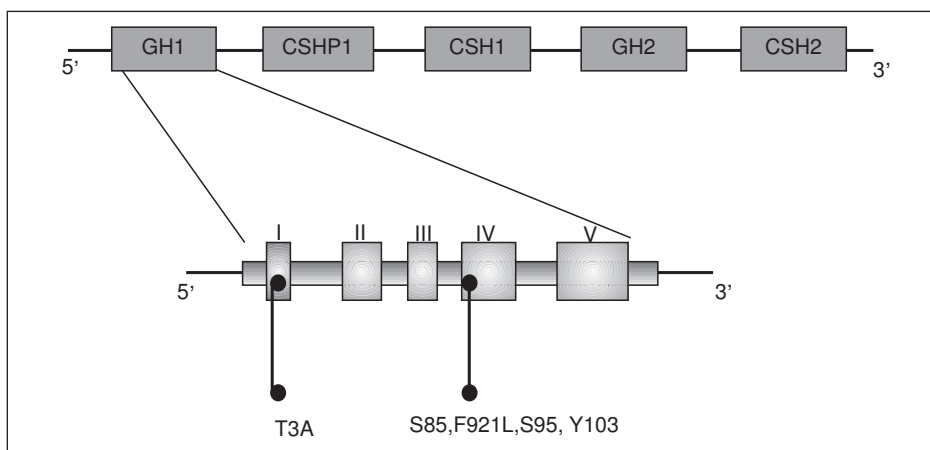 GH1 CSHP1 CSH1 GH2 CSH2
5’ 3’
I II III IV V
5’ 3’
T3A S85,F921L,S95, Y103